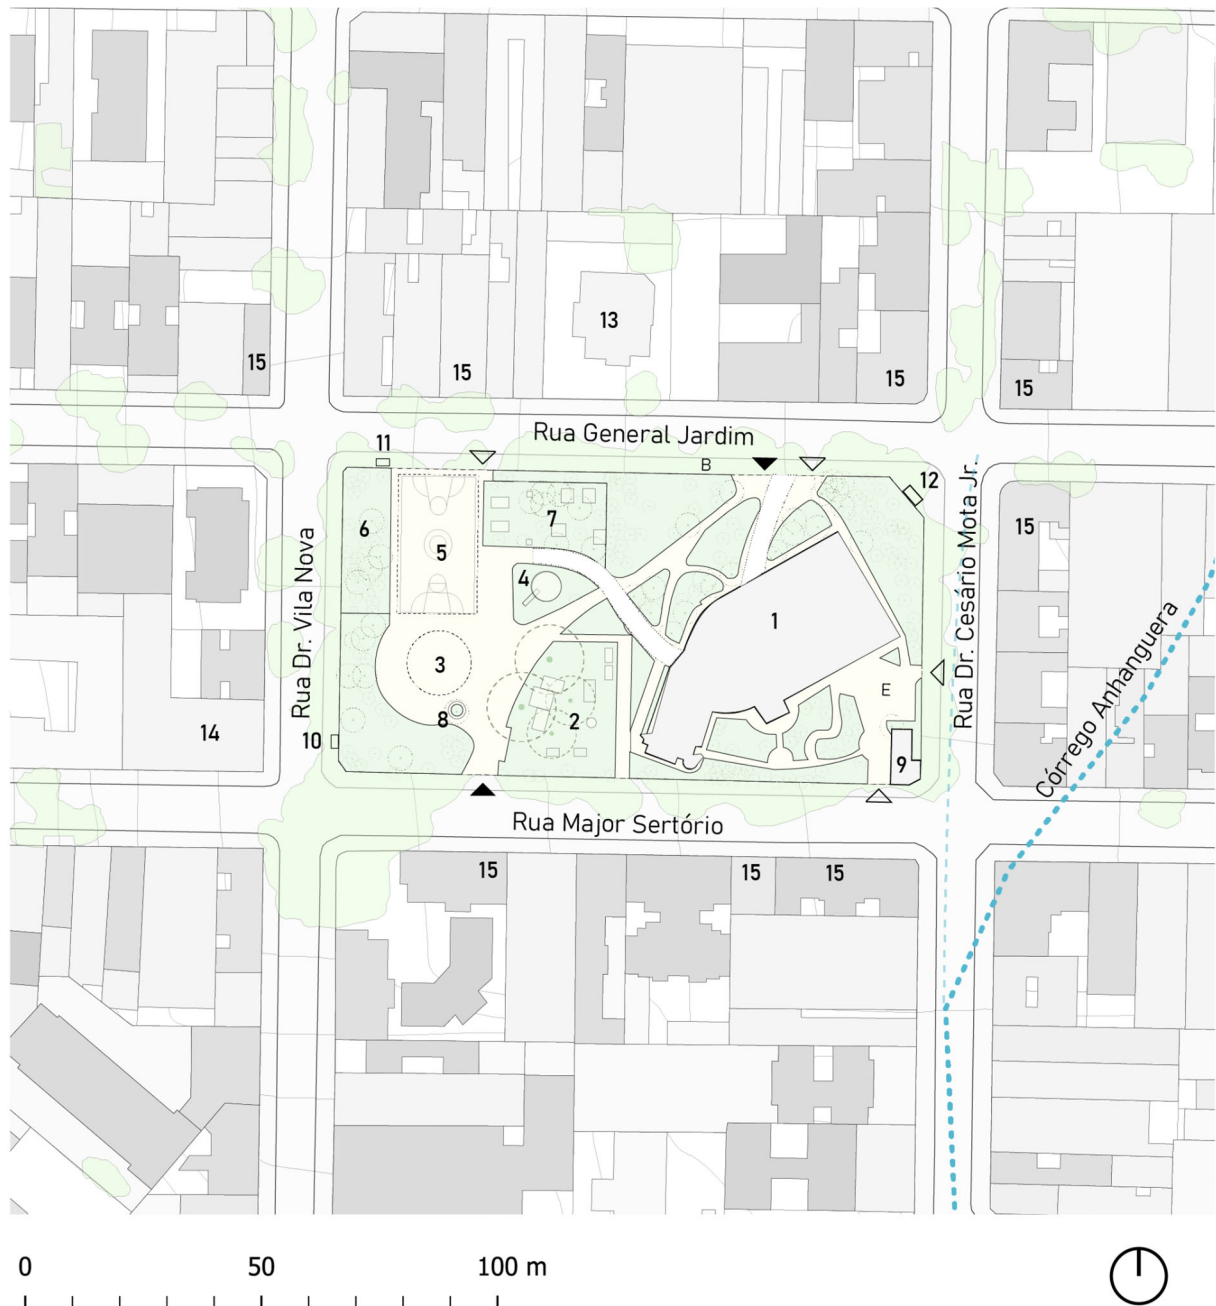 13
15
15
15
15
Rua General Jardim
11
B
12
7
6
5
15
4
1
3
Rua Dr. Vila Nova
Rua Dr. Cesário Mota Jr.
Córrego Anhanguera
E
8
2
14
10
9
Rua Major Sertório
15
15
15
0 50 100 m